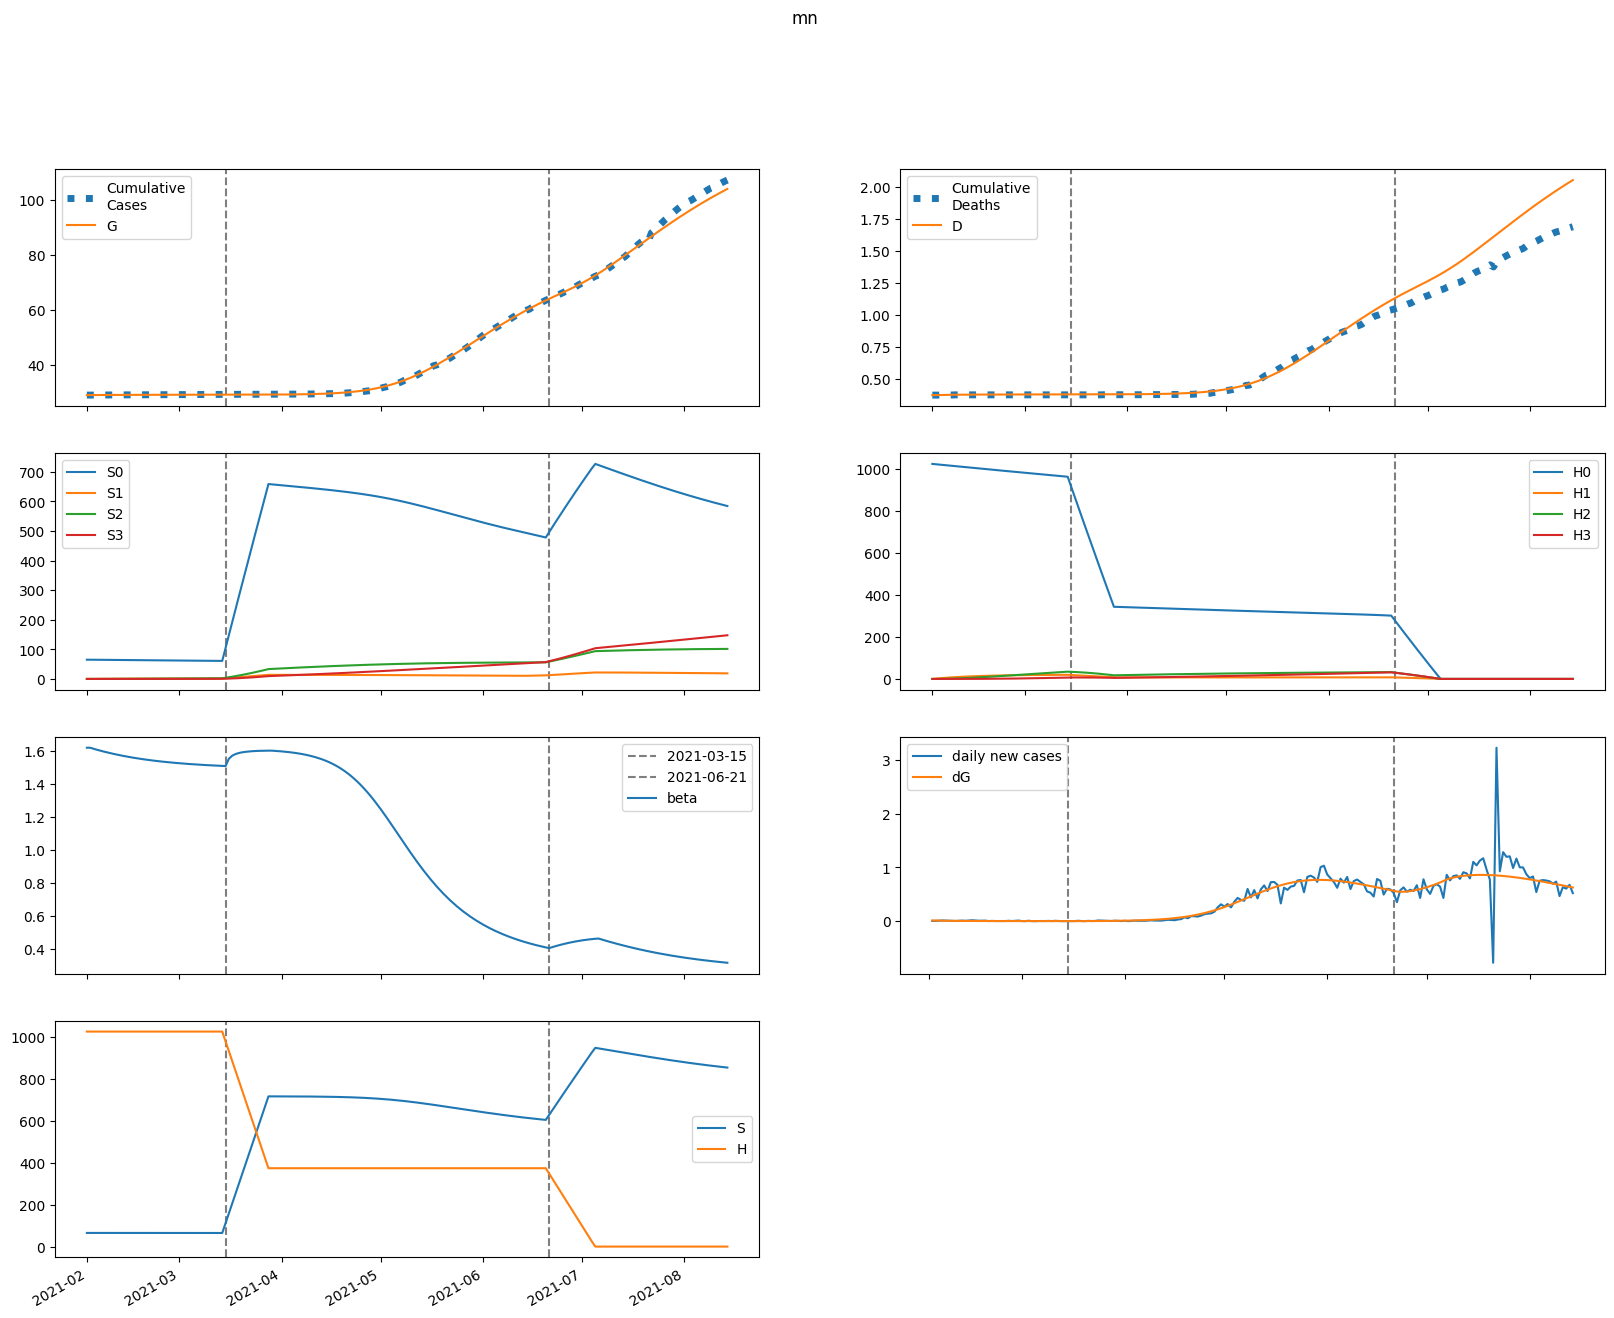 mn
Cumulative
Cases
G
100
80
60
40
Cumulative
Deaths
D
2.00
1.75
1.50
1.25
1.00
0.75
0.50
S0
S1
S2
S3
700
600
500
400
300
200
100
0
H0
H1
H2
H3
1000
800
600
400
200
0
2021-03-15
2021-06-21
beta
1.6
1.4
1.2
1.0
0.8
0.6
0.4
daily new cases
dG
3
2
1
0
S
H
1000
800
600
400
200
0
2021-02
2021-03
2021-04
2021-05
2021-06
2021-07
2021-08